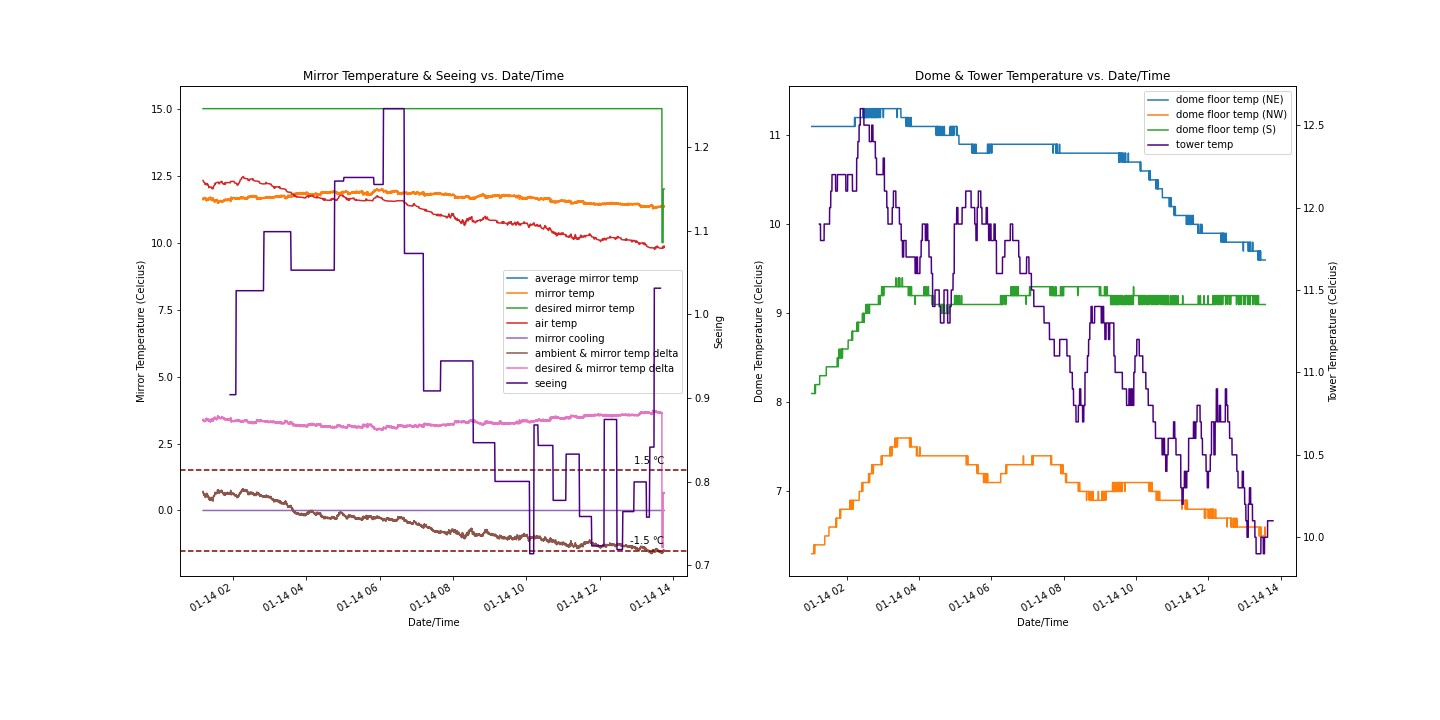 Mirror Temperature & Seeing vs. Date/Time
15.0
12.5
10.0
7.5
5.0
2.5
0.0
Mirror Temperature (Celcius)
1.2
1.1
1.0
0.9
0.8
0.7
Seeing
average mirror temp
mirror temp
desired mirror temp
air temp
mirror cooling
ambient & mirror temp delta
desired & mirror temp delta
seeing
1.5 °C
-1.5 °C
01-14 02
01-14 04
01-14 06
01-14 08
01-14 10
01-14 12
01-14 14
Date/Time
Dome & Tower Temperature vs. Date/Time
11
10
9
8
7
Dome Temperature (Celcius)
dome floor temp (NE)
dome floor temp (NW)
dome floor temp (S)
tower temp
12.5
12.0
11.5
11.0
10.5
10.0
Tower Temperature (Celcius)
01-14 02
01-14 04
01-14 06
01-14 08
01-14 10
01-14 12
01-14 14
Date/Time